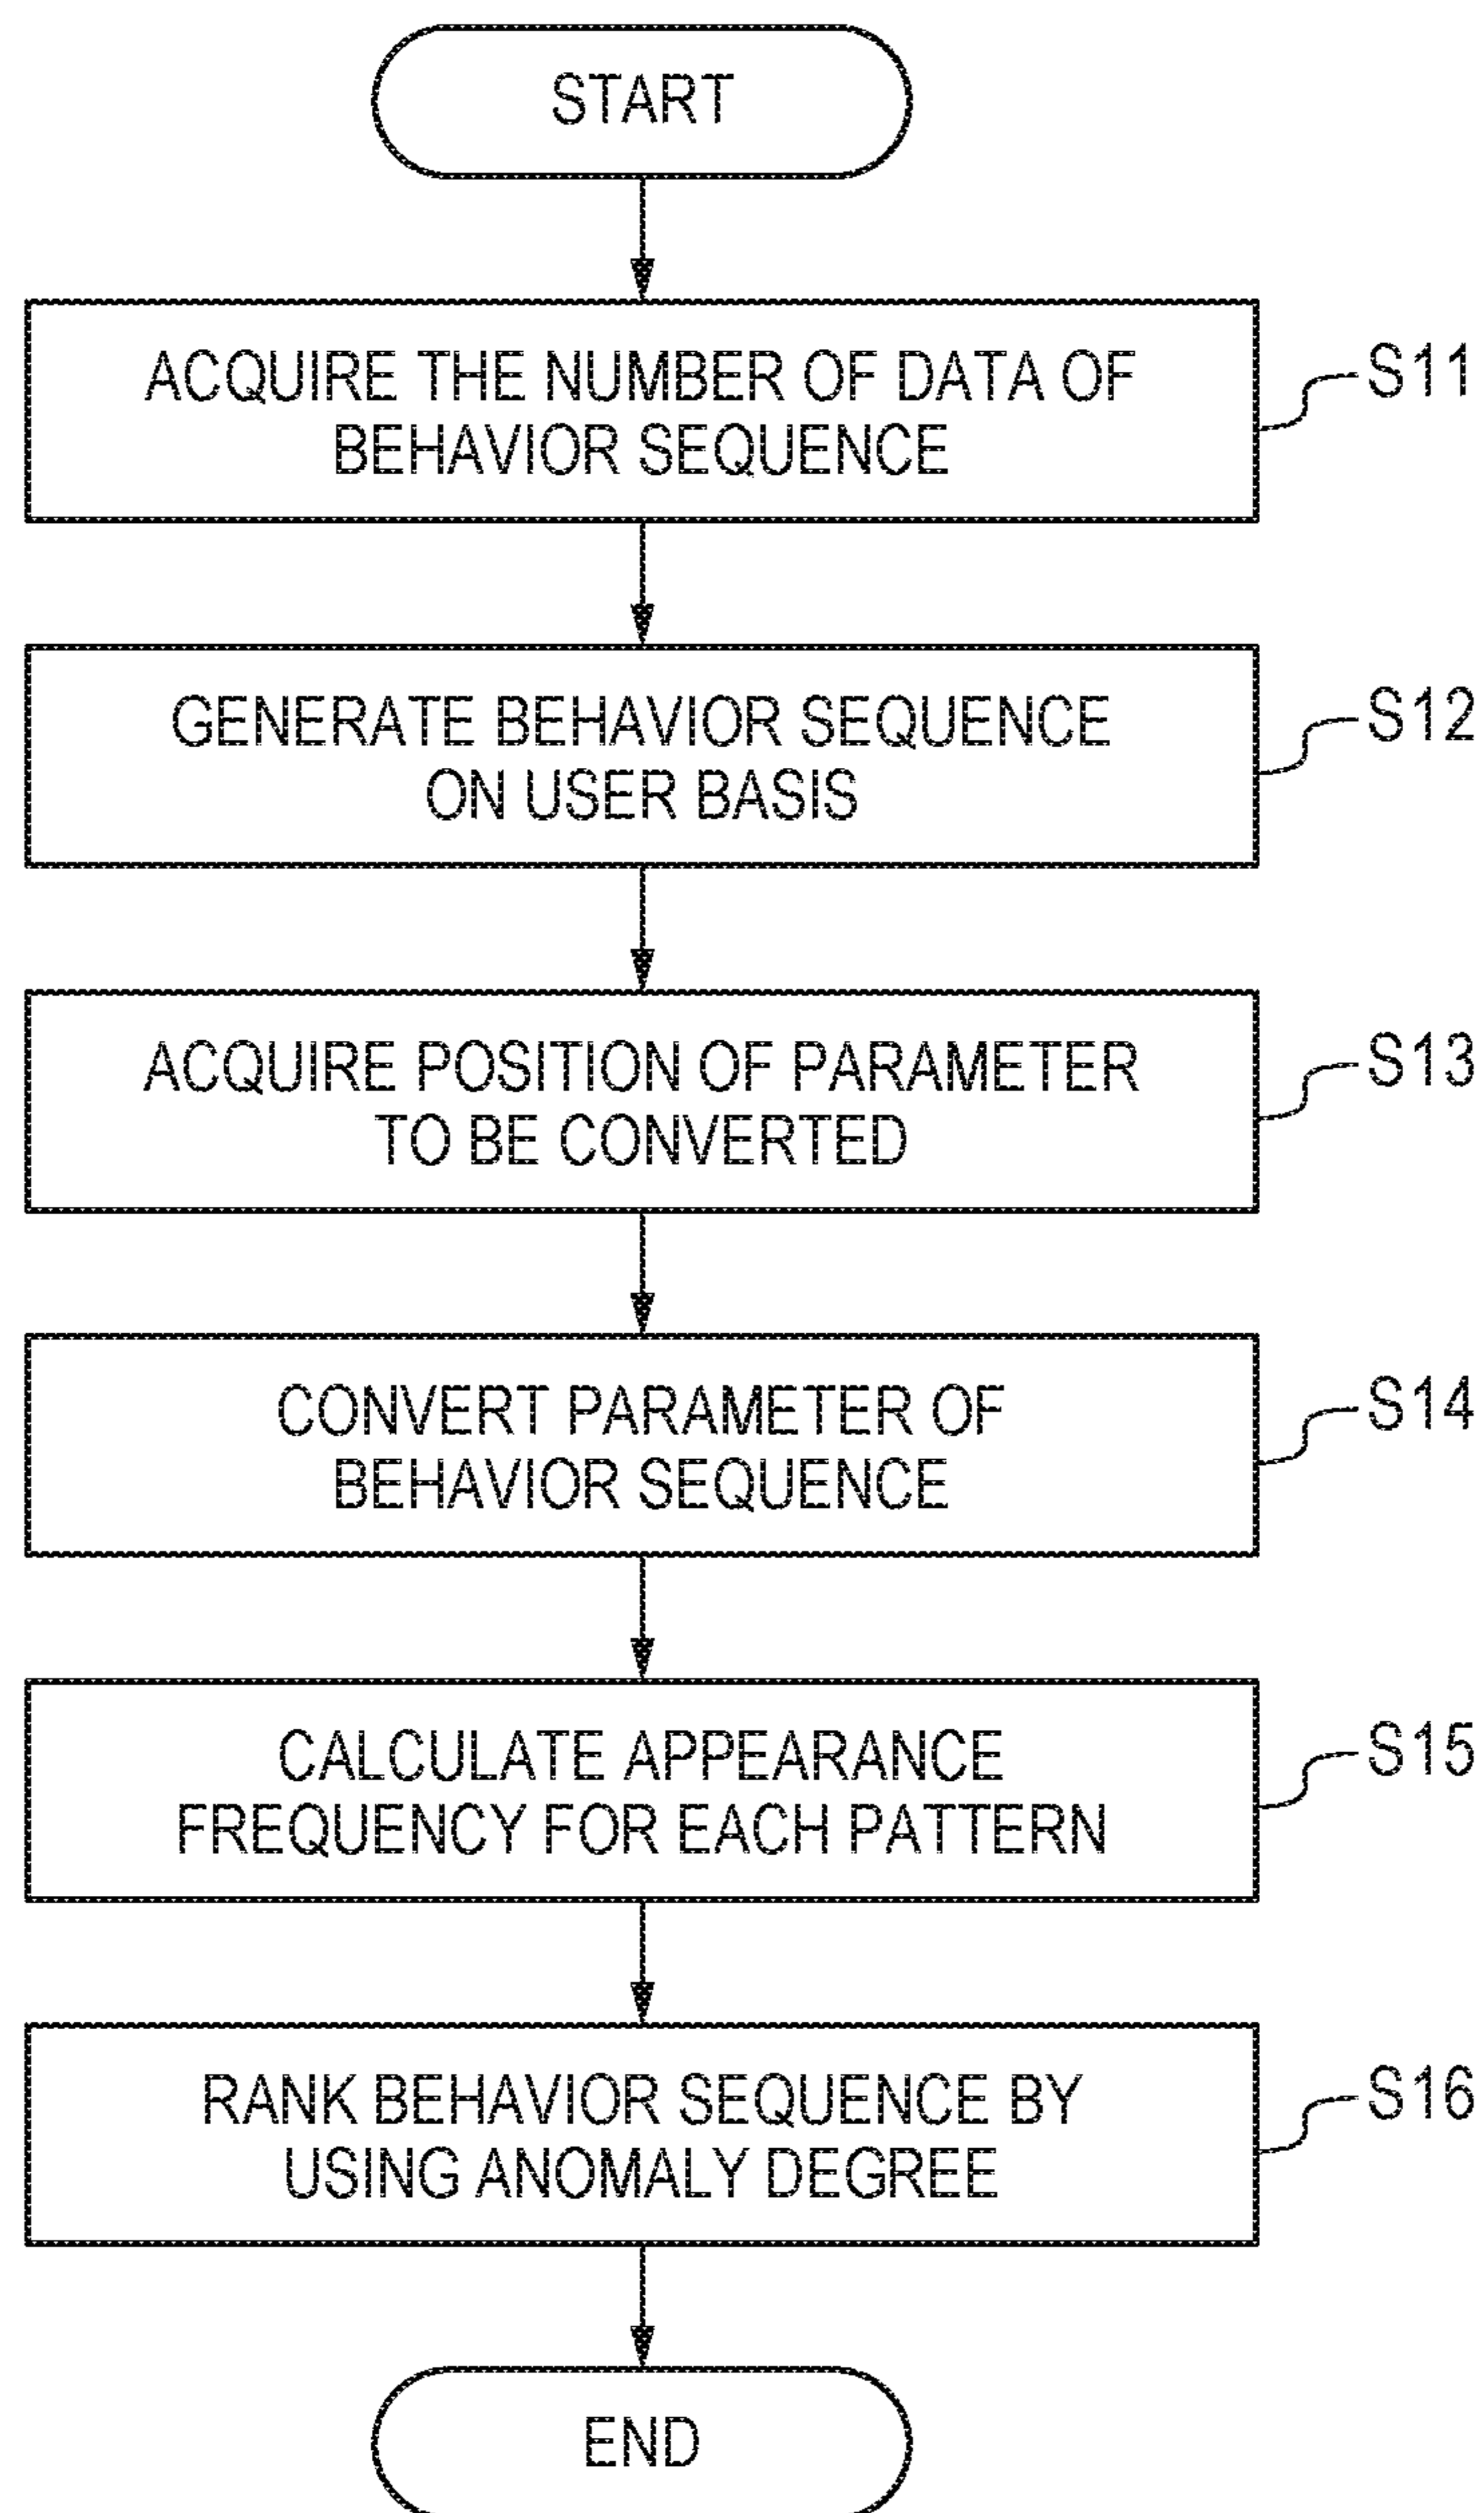 START
ACQUIRE THE NUMBER OF DATA OF
BEHAVIOR SEQUENCE
S11
GENERATE BEHAVIOR SEQUENCE
ON USER BASIS
S12
ACQUIRE POSITION OF PARAMETER
TO BE CONVERTED
S13
CONVERT PARAMETER OF
BEHAVIOR SEQUENCE
S14
CALCULATE APPEARANCE
FREQUENCY FOR EACH PATTERN
S15
RANK BEHAVIOR SEQUENCE BY
USING ANOMALY DEGREE
S16
END